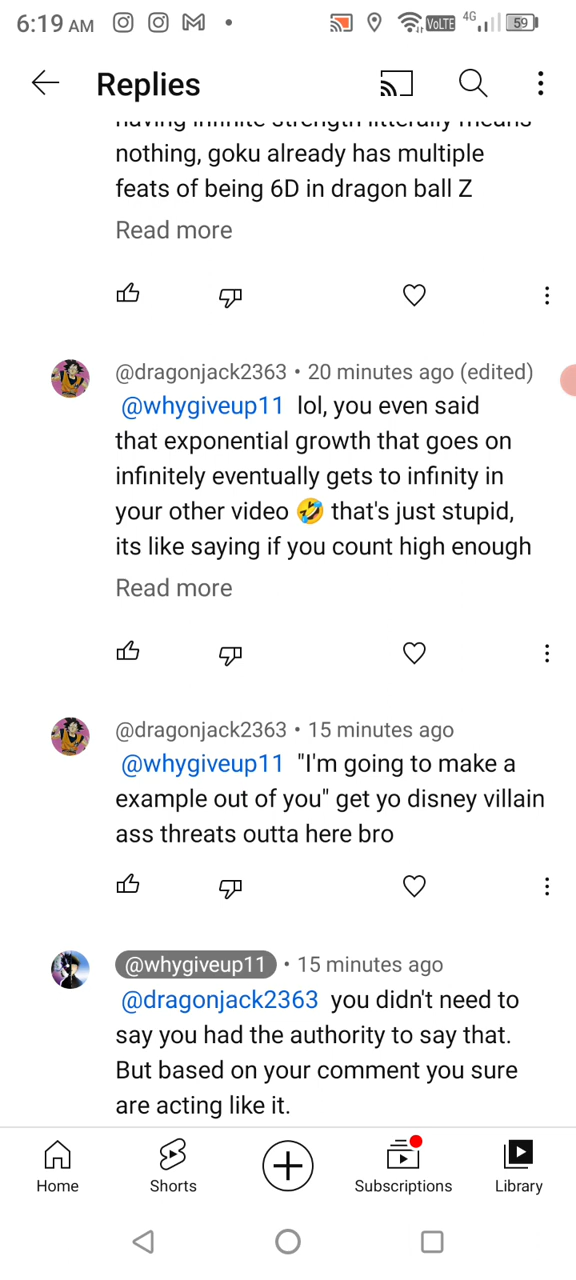 6:19 AM
VoLTE
4G
59
Replies
having infinite strength litterally means
nothing, goku already has multiple
feats of being 6D in dragon ball Z
Read more
@dragonjack2363 • 20 minutes ago (edited)
@whygiveup11 lol, you even said
that exponential growth that goes on
infinitely eventually gets to infinity in
your other video 🤣 that's just stupid,
its like saying if you count high enough
Read more
@dragonjack2363 • 15 minutes ago
@whygiveup11 "I'm going to make a
example out of you" get yo disney villain
ass threats outta here bro
@whygiveup11 • 15 minutes ago
@dragonjack2363 you didn't need to
say you had the authority to say that.
But based on your comment you sure
are acting like it.
Home
Shorts
Subscriptions
Library